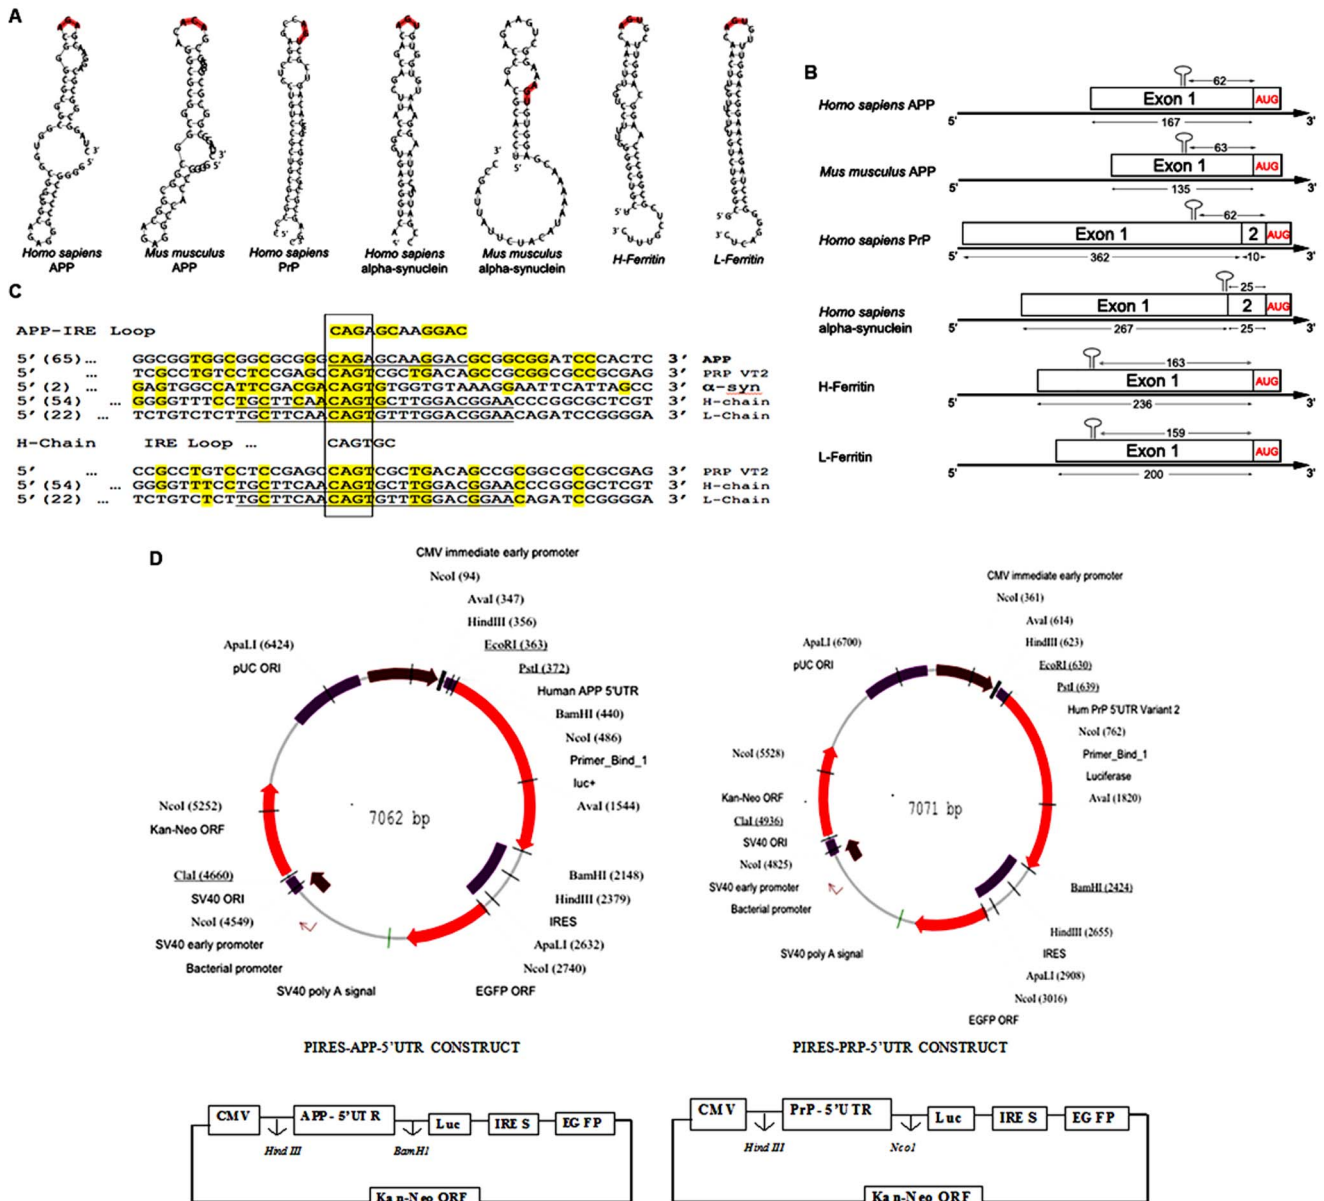 A
Homo sapiens
APP
Mus musculus
APP
Homo sapiens
PrP
Homo sapiens
alpha-synuclein
Mus musculus
alpha-synuclein
H-Ferritin
L-Ferritin
B
Homo sapiens APP
62
Exon 1
AUG
5'
167
3'
Mus musculus APP
63
Exon 1
AUG
5'
135
3'
Homo sapiens PrP
62
Exon 1
2
AUG
5'
362
10
3'
Homo sapiens
alpha-synuclein
25
Exon 1
2
AUG
5'
267
25
3'
H-Ferritin
163
Exon 1
AUG
5'
236
3'
L-Ferritin
159
Exon 1
AUG
5'
200
3'
C
APP-IRE Loop CAGAGCAAGGAC
5' (65)… GGCGGTGGCGGCGCGGGCAGAGCAAGGACGCGGCGGATCCCACTC 3' APP
5' … TCGCCTGTCCTCCGAGCCAGTCGCTGACAGCCGCGGCGCCGCGAG 3' PRP VT2
5' (2) … GAGTGGCCATTCGACGACAGTGTGGTGTAAAGGAATTCATTAGCC 3' α-syn
5' (54) … GGGGTTTCCTGCTTCAACAGTGCTTGGACGGAACCCGGCGCTCGT 3' H-chain
5' (22) … TCTGTCTCTTGCTTCAACAGTGTTTGGACGGAACAGATCCGGGGA 3' L-Chain
H-Chain IRE Loop … CAGTGC
5' … CCGCCTGTCCTCCGAGCCAGTCGCTGACAGCCGCGGCGCCGCGAG 3' PRP VT2
5' (54) … GGGGTTTCCTGCTTCAACAGTGCTTGGACGGAACCCGGCGCTCGT 3' H-chain
5' (22) … TCTGTCTCTTGCTTCAACAGTGTTTGGACGGAACAGATCCGGGGA 3' L-Chain
D
CMV immediate early promoter
NcoI (94)
AvaI (347)
HindIII (356)
EcoRI (363)
PstI (372)
Human APP 5'UTR
BamHI (440)
NcoI (486)
Primer_Bind_1
luc+
AvaI (1544)
BamHI (2148)
HindIII (2379)
IRES
ApaLI (2632)
NcoI (2740)
EGFP ORF
SV40 poly A signal
Bacterial promoter
SV40 early promoter
NcoI (4549)
SV40 ORI
ClaI (4660)
Kan-Neo ORF
NcoI (5252)
pUC ORI
ApaLI (6424)
7062 bp
PIRES-APP-5'UTR CONSTRUCT
CMV immediate early promoter
NcoI (361)
AvaI (614)
HindIII (623)
EcoRI (630)
PstI (639)
Hum PrP 5'UTR Variant 2
NcoI (762)
Primer_Bind_1
Luciferase
AvaI (1820)
BamHI (2424)
HindIII (2655)
IRES
ApaLI (2908)
NcoI (3016)
EGFP ORF
SV40 poly A signal
Bacterial promoter
SV40 early promoter
NcoI (4825)
SV40 ORI
ClaI (4936)
Kan-Neo ORF
NcoI (5528)
pUC ORI
ApaLI (6700)
7071 bp
PIRES-PRP-5'UTR CONSTRUCT
CMV
APP-5'UTR
Luc
IRES
EGFP
Hind III
BamH1
Kan-Neo ORF
CMV
PrP-5'UTR
Luc
IRES
EGFP
Hind III
Nco1
Kan-Neo ORF